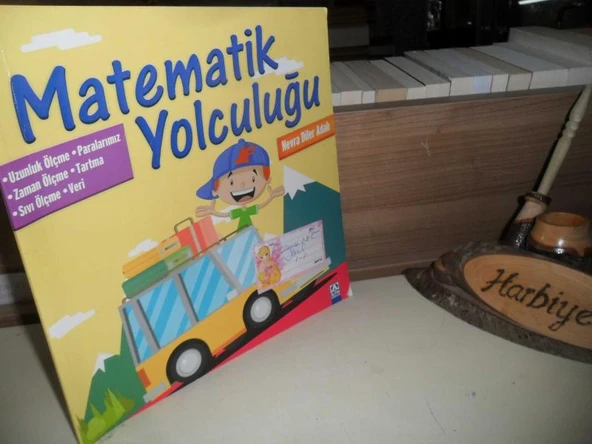 Matematik
Yolculuğu
• Uzunluk Ölçme • Paralarımız
• Zaman Ölçme • Tartma
• Sıvı Ölçme • Veri
Nevra Diler Adalı
Harbiye